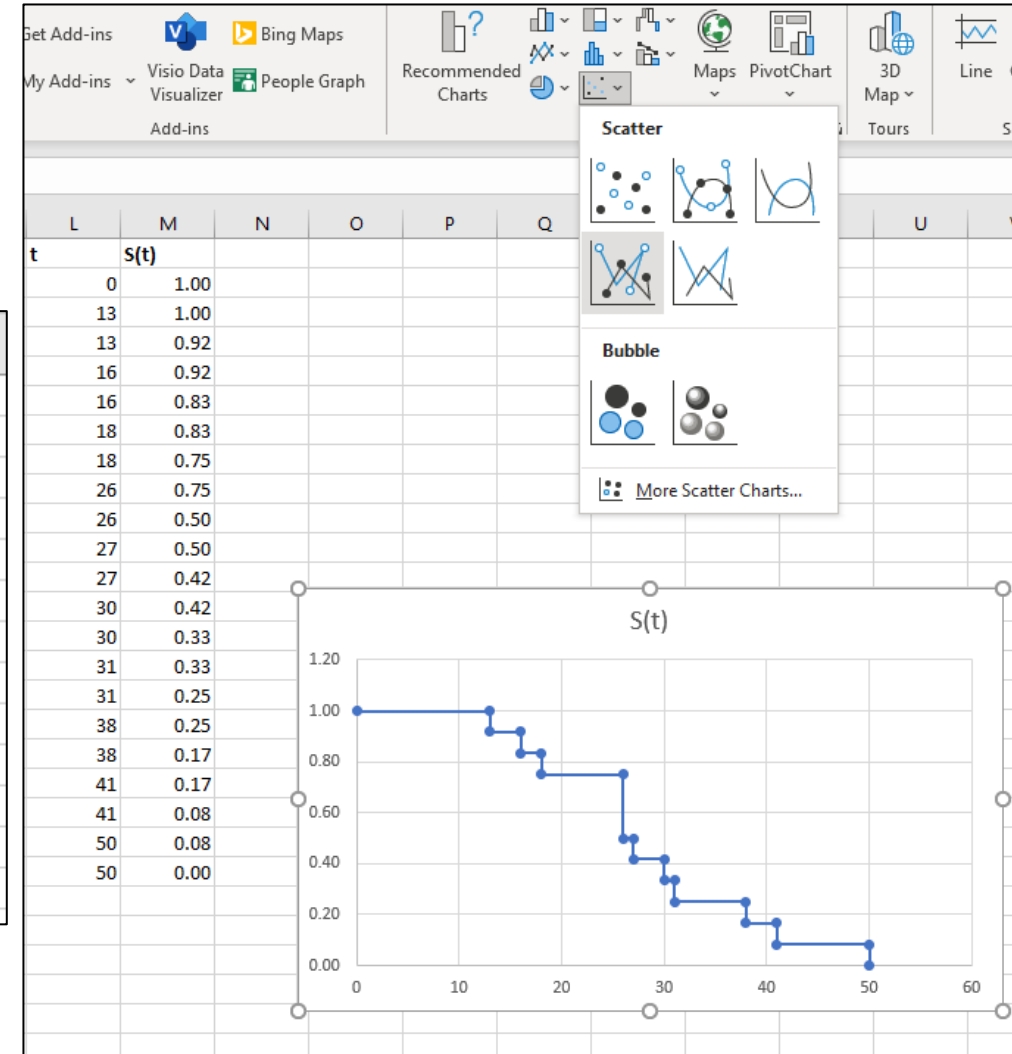 Get Add-ins
My Add-ins
Visio Data
Visualizer
Bing Maps
People Graph
Add-ins
Recommended
Charts
Maps
PivotChart
3D
Map
Tours
Line
Scatter
Bubble
More Scatter Charts...
L M N O P Q U
t S(t)
0 1.00
13 1.00
13 0.92
16 0.92
16 0.83
18 0.83
18 0.75
26 0.75
26 0.50
27 0.50
27 0.42
30 0.42
30 0.33
31 0.33
31 0.25
38 0.25
38 0.17
41 0.17
41 0.08
50 0.08
50 0.00
S(t)
1.20
1.00
0.80
0.60
0.40
0.20
0.00
0 10 20 30 40 50 60